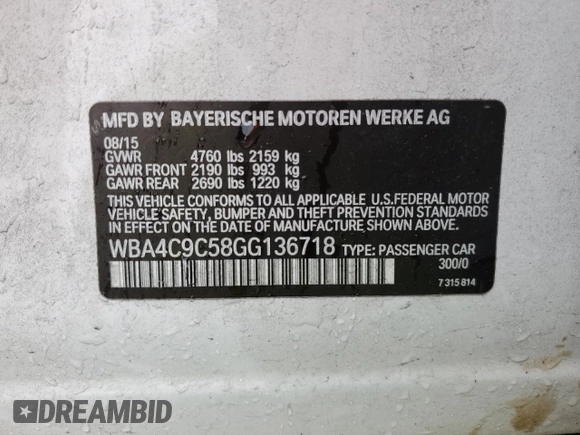 MFD BY BAYERISCHE MOTOREN WERKE AG
08/15
GVWR 4760 lbs 2159 kg
GAWR FRONT 2190 lbs 993 kg
GAWR REAR 2690 lbs 1220 kg
THIS VEHICLE CONFORMS TO ALL APPLICABLE U.S.FEDERAL MOTOR
VEHICLE SAFETY, BUMPER AND THEFT PREVENTION STANDARDS
IN EFFECT ON THE DATE OF MANUFACTURE SHOWN ABOVE.
WBA4C9C58GG136718 TYPE: PASSENGER CAR
300/0
7 315 814
DREAMBID